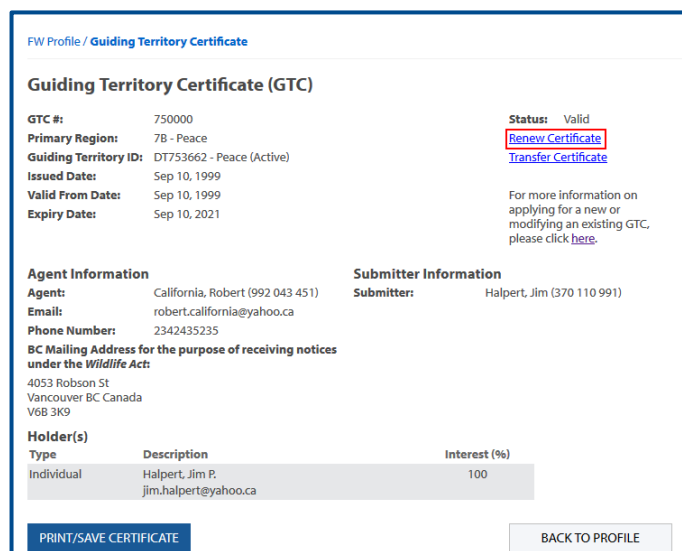 FW Profile / Guiding Territory Certificate
Guiding Territory Certificate (GTC)
GTC #: 750000
Status: Valid
Primary Region: 7B - Peace
Renew Certificate
Guiding Territory ID: DT753662 - Peace (Active)
Transfer Certificate
Issued Date: Sep 10, 1999
Valid From Date: Sep 10, 1999
Expiry Date: Sep 10, 2021
For more information on
applying for a new or
modifying an existing GTC,
please click here.
Agent Information
Agent: California, Robert (992 043 451)
Email: robert.california@yahoo.ca
Phone Number: 2342435235
BC Mailing Address for the purpose of receiving notices
under the Wildlife Act:
4053 Robson St
Vancouver BC Canada
V6B 3K9
Submitter Information
Submitter: Halpert, Jim (370 110 991)
Holder(s)
Type Description Interest (%)
Individual Halpert, Jim P. 100
jim.halpert@yahoo.ca
PRINT/SAVE CERTIFICATE
BACK TO PROFILE